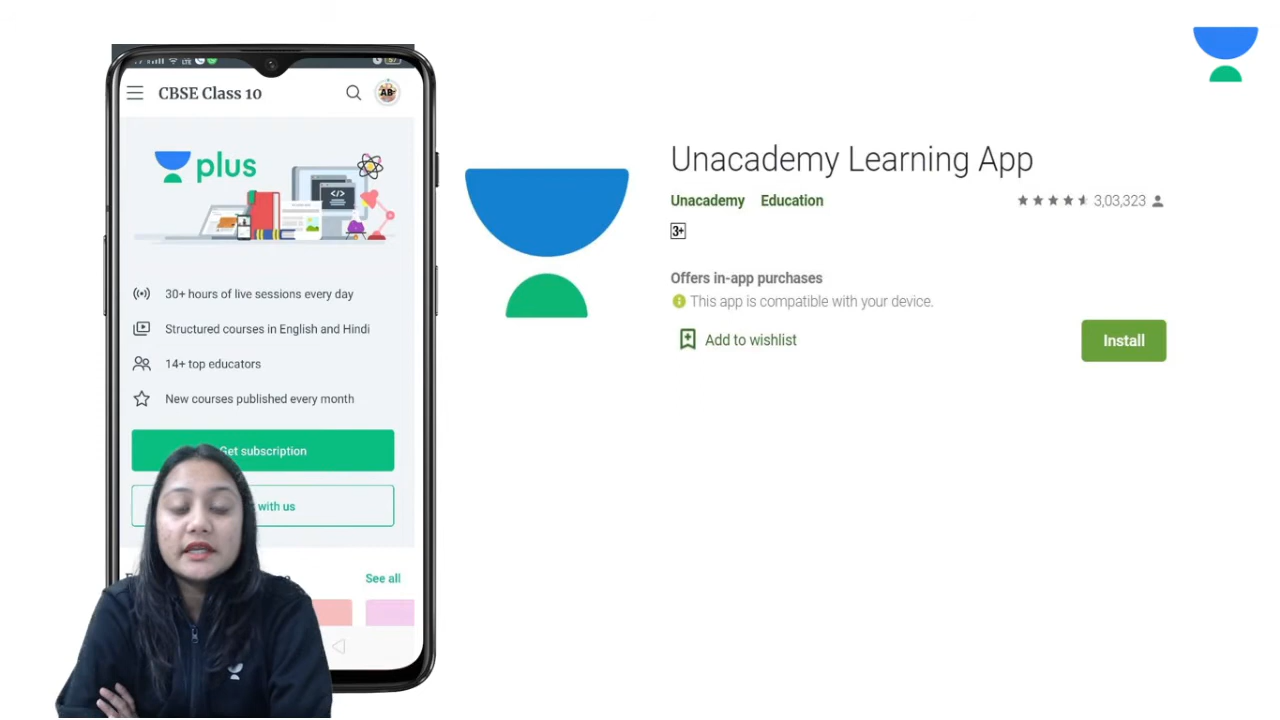 CBSE Class 10
plus
30+ hours of live sessions every day
Structured courses in English and Hindi
14+ top educators
New courses published every month
Get subscription
with us
See all
Unacademy Learning App
Unacademy Education 3,03,323
3+
Offers in-app purchases
This app is compatible with your device.
Add to wishlist
Install